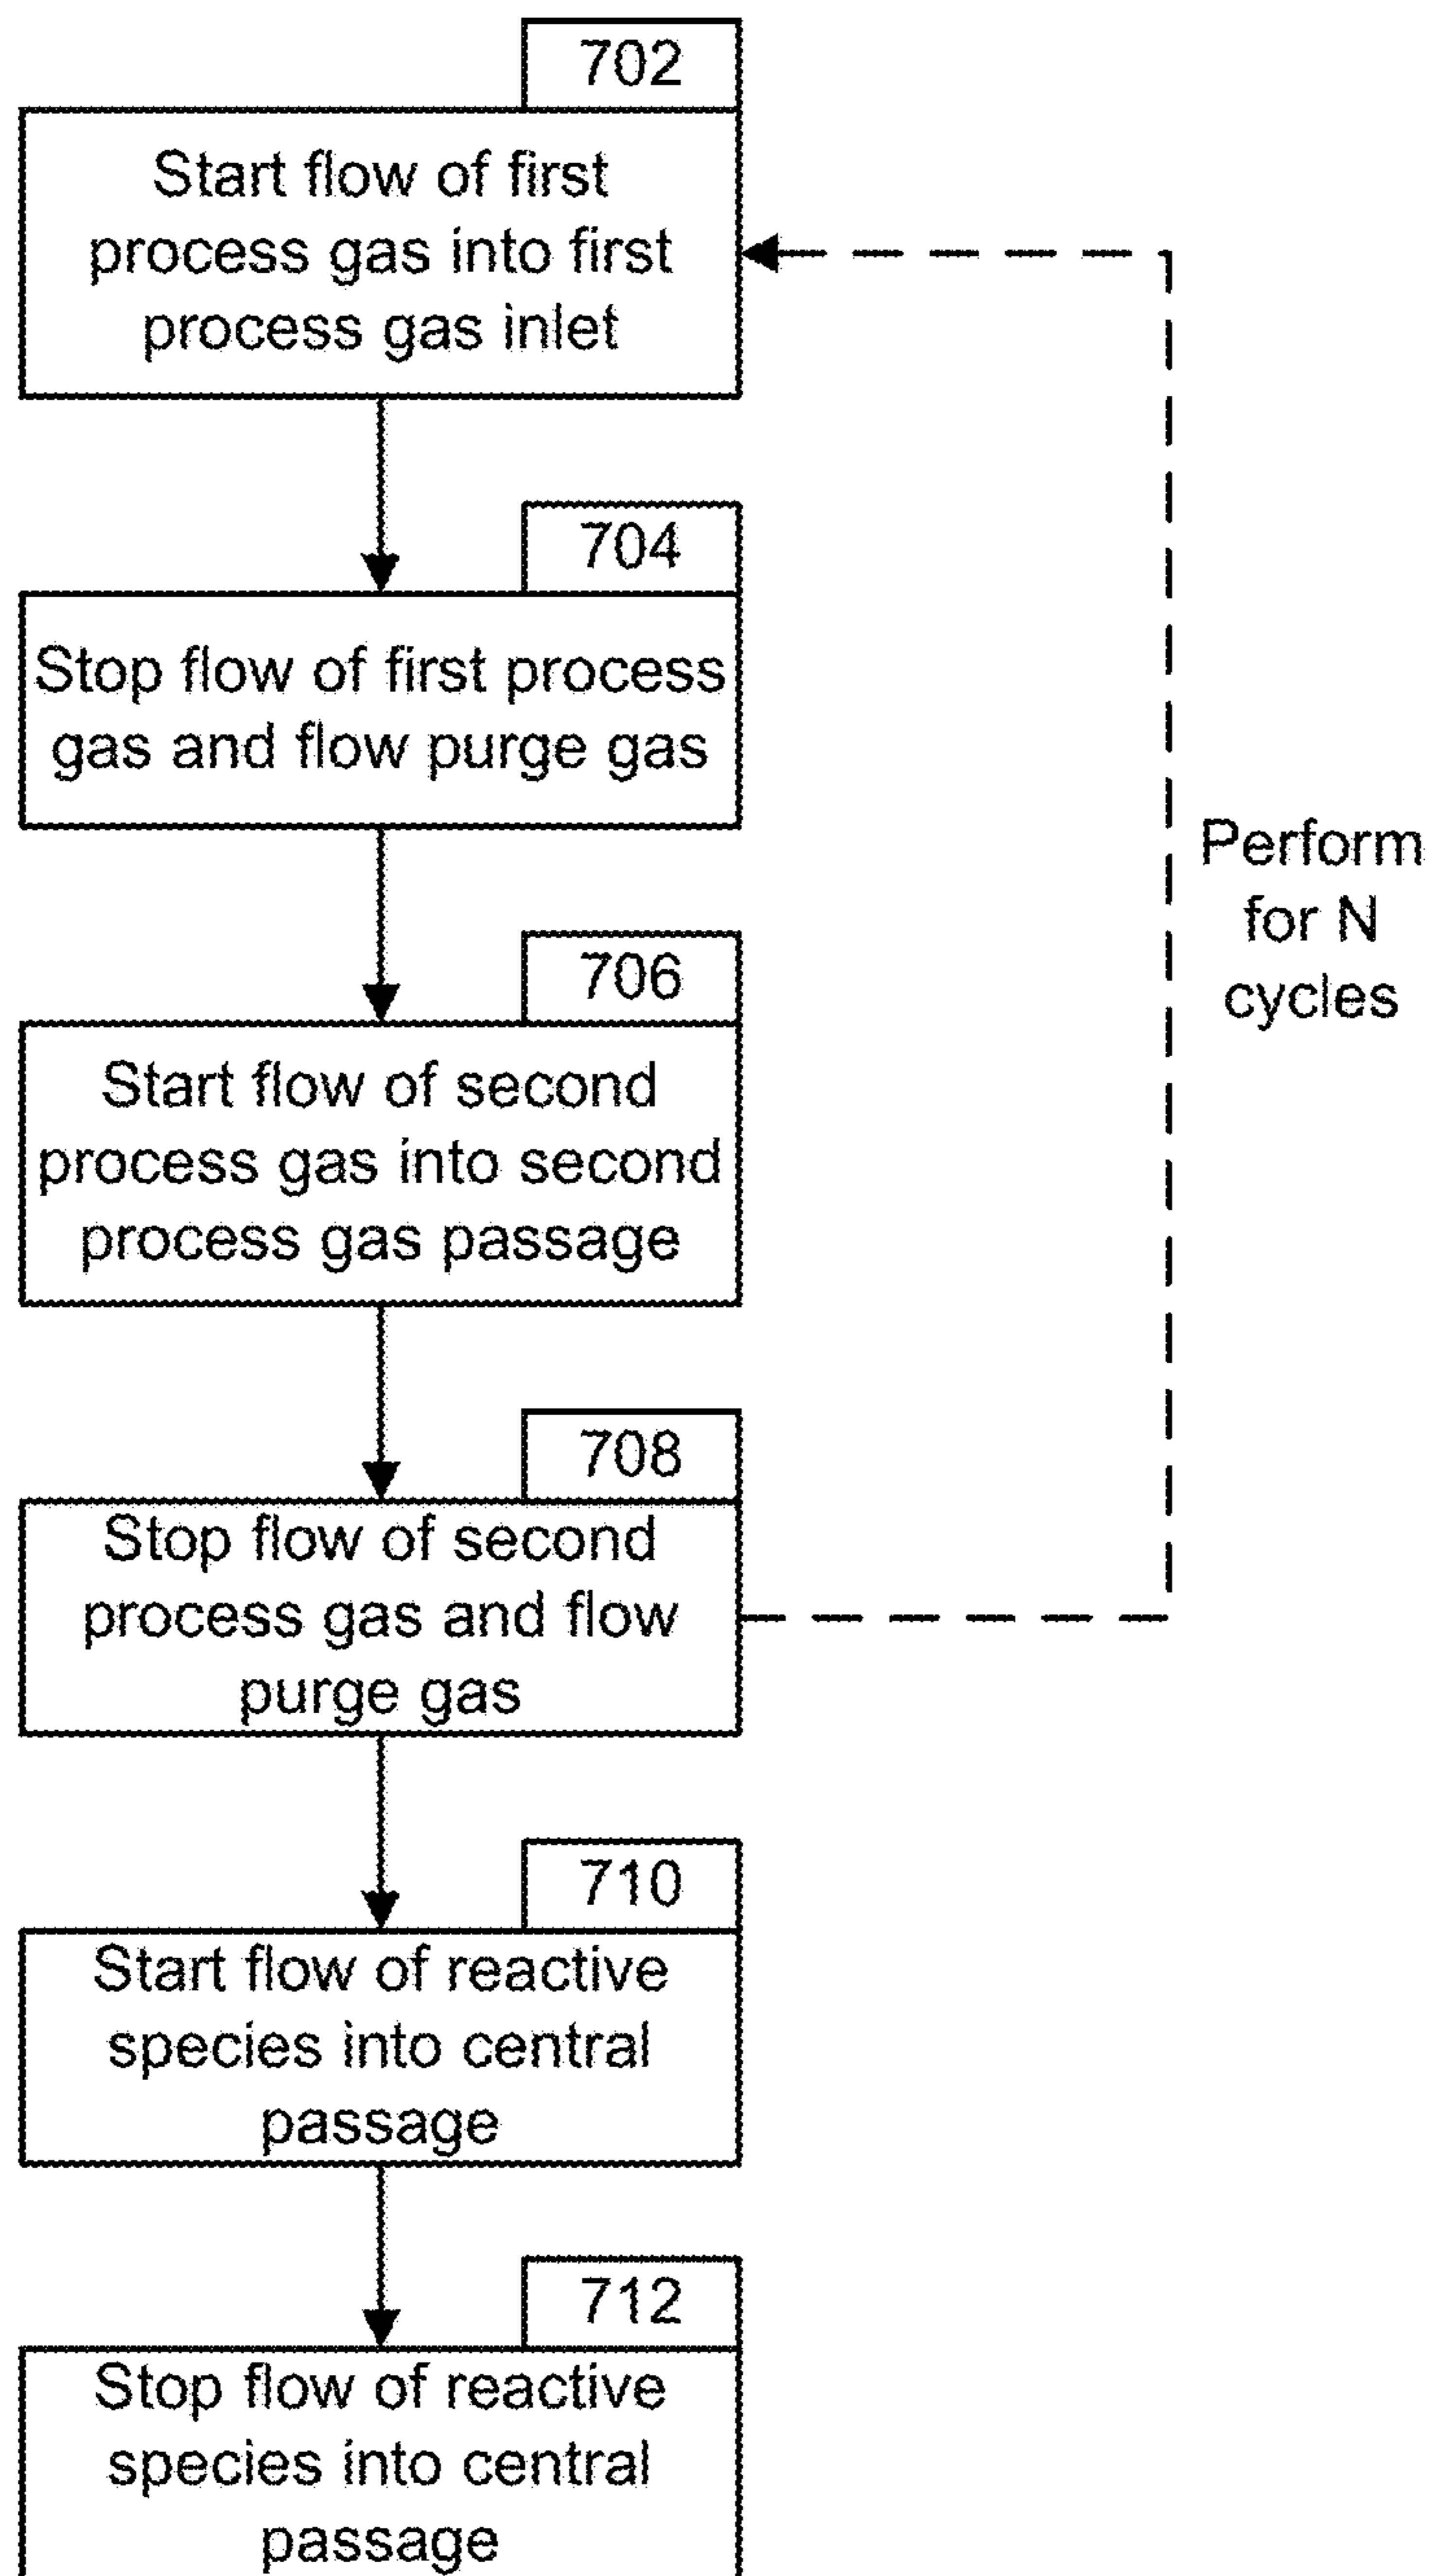 702
Start flow of first
process gas into first
process gas inlet
704
Stop flow of first process
gas and flow purge gas
706
Start flow of second
process gas into second
process gas passage
708
Stop flow of second
process gas and flow
purge gas
710
Start flow of reactive
species into central
passage
712
Stop flow of reactive
species into central
passage
Perform
for N
cycles